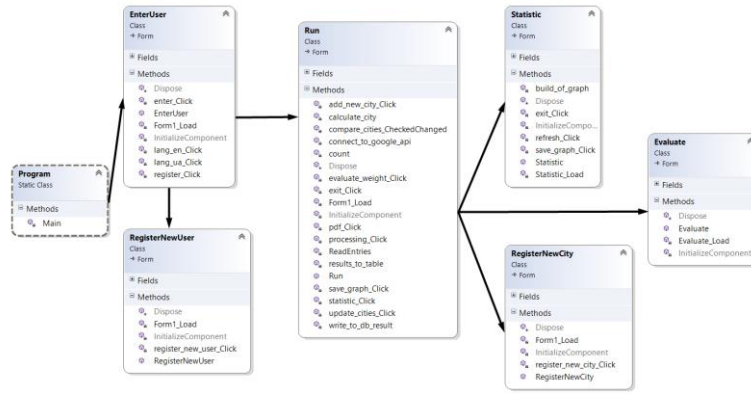 EnterUser
Class
Form
Fields
Methods
Dispose
enter_Click
EnterUser
Form1_Load
InitializeComponent
lang_en_Click
lang_ua_Click
register_Click
Program
Static Class
Methods
Main
RegisterNewUser
Class
Form
Fields
Methods
Dispose
Form1_Load
InitializeComponent
register_new_user_Click
RegisterNewUser
Run
Class
Form
Fields
Methods
add_new_city_Click
calculate_city
compare_cities_CheckedChanged
connect_to_google_api
count
Dispose
evaluate_weight_Click
exit_Click
Form1_Load
InitializeComponent
pdf_Click
processing_Click
ReadEntries
results_to_table
Run
save_graph_Click
statistic_Click
update_cities_Click
write_to_db_result
Statistic
Class
Form
Fields
Methods
build_of_graph
Dispose
exit_Click
InitializeCompo...
refresh_Click
save_graph_Click
Statistic
Statistic_Load
RegisterNewCity
Class
Form
Fields
Methods
Dispose
Form1_Load
InitializeComponent
register_new_city_Click
RegisterNewCity
Evaluate
Class
Form
Fields
Methods
Dispose
Evaluate
Evaluate_Load
InitializeComponent